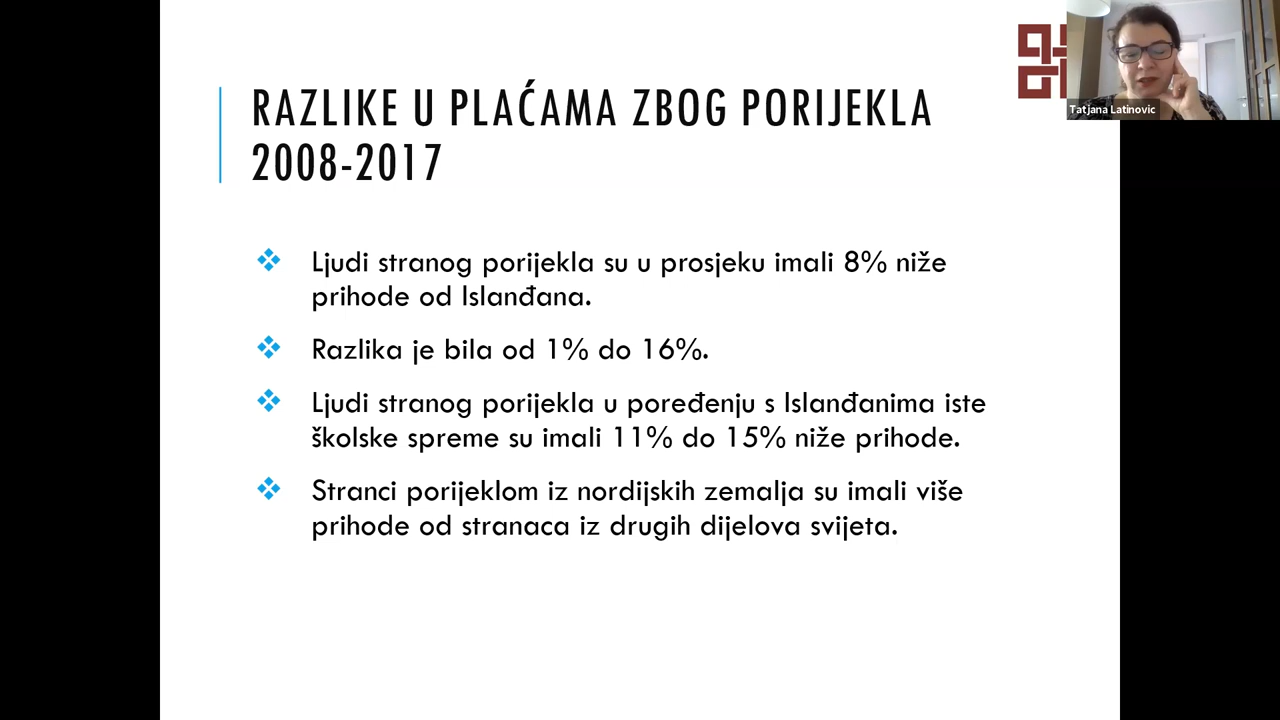 RAZLIKE U PLAĆAMA ZBOG PORIJEKLA
2008-2017
Tatjana Latinovic
Ljudi stranog porijekla su u prosjeku imali 8% niže
prihode od Islanđana.
Razlika je bila od 1% do 16%.
Ljudi stranog porijekla u poređenju s Islanđanima iste
školske spreme su imali 11% do 15% niže prihode.
Stranci porijeklom iz nordijskih zemalja su imali više
prihode od stranaca iz drugih dijelova svijeta.